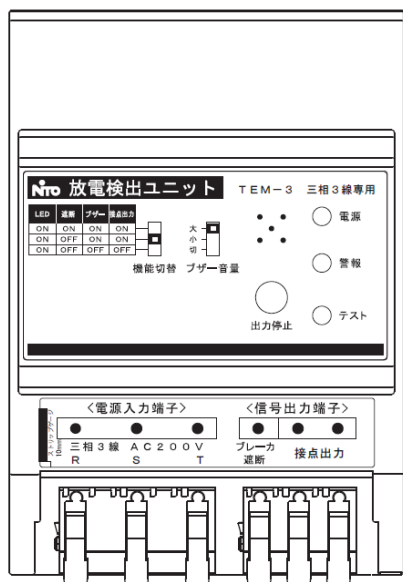 NiTO 放電検出ユニット TEM-3 三相3線専用
LED 遮断 ブザー 接点出力
ON ON ON ON
ON OFF ON ON
ON OFF OFF OFF
大
小
切
機能切替 ブザー音量
電源
警報
テスト
出力停止
〈電源入力端子〉 〈信号出力端子〉
ストリップゲージ
10mm
三相3線 AC200V
R S T
ブレーカ
遮断
接点出力